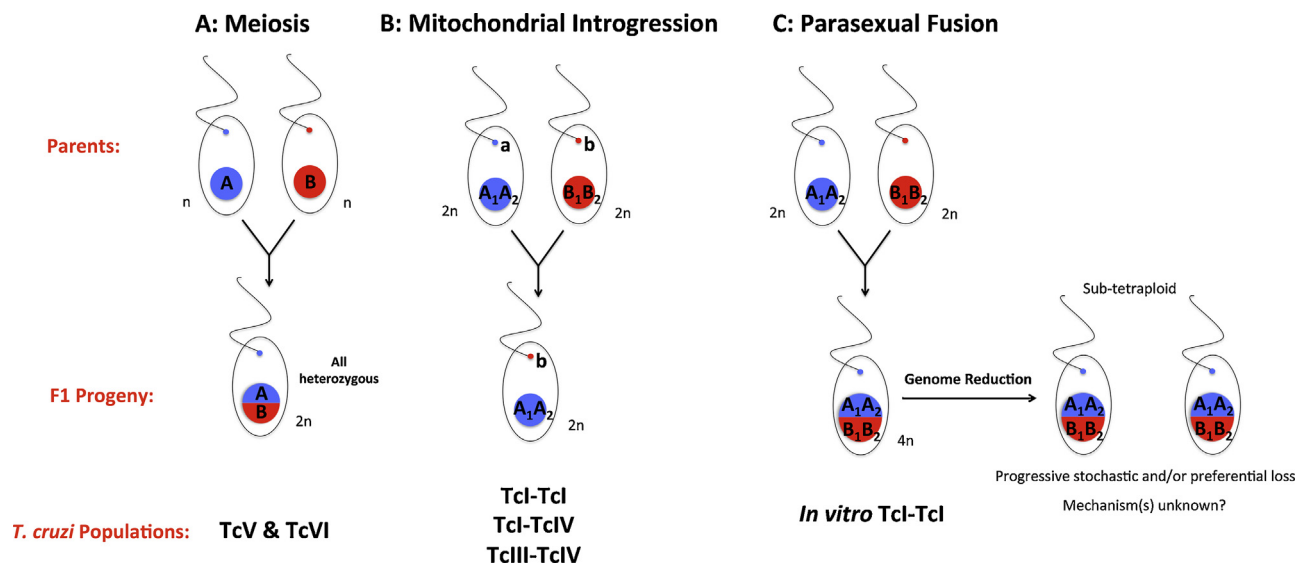 A: Meiosis
B: Mitochondrial Introgression
C: Parasexual Fusion
Parents:
A
n
B
n
a
A₁A₂
2n
b
B₁B₂
2n
A₁A₂
2n
B₁B₂
2n
F1 Progeny:
A
B
2n
All
heterozygous
b
A₁A₂
2n
A₁A₂
B₁B₂
4n
Genome Reduction
Sub-tetraploid
A₁A₂
B₁B₂
A₁A₂
B₁B₂
Progressive stochastic and/or preferential loss
Mechanism(s) unknown?
T. cruzi Populations:
TcV & TcVI
TcI-TcI
TcI-TcIV
TcIII-TcIV
In vitro TcI-TcI